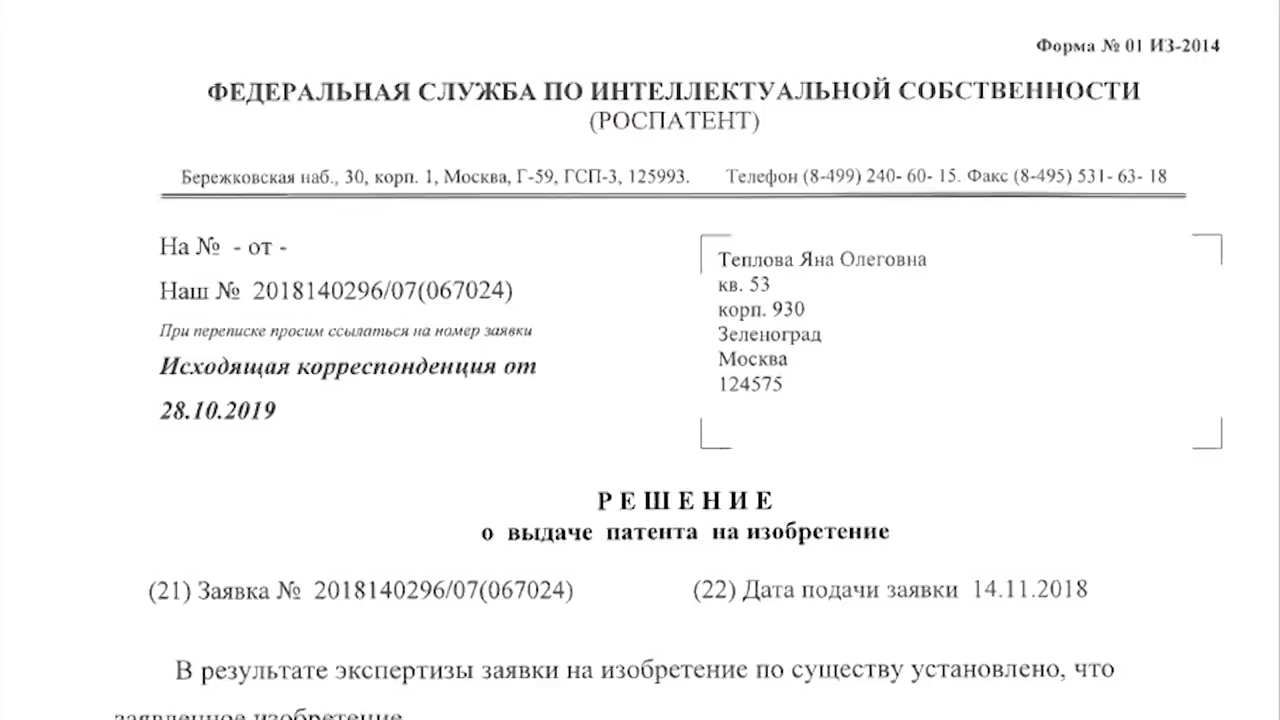 Форма № 01 ИЗ-2014
ФЕДЕРАЛЬНАЯ СЛУЖБА ПО ИНТЕЛЛЕКТУАЛЬНОЙ СОБСТВЕННОСТИ
(РОСПАТЕНТ)
Бережковская наб., 30, корп. 1, Москва, Г-59, ГСП-3, 125993. Телефон (8-499) 240- 60- 15. Факс (8-495) 531- 63- 18
На № - от -
Наш № 2018140296/07(067024)
При переписке просим ссылаться на номер заявки
Исходящая корреспонденция от
28.10.2019
Теплова Яна Олеговна
кв. 53
корп. 930
Зеленоград
Москва
124575
Р Е Ш Е Н И Е
о выдаче патента на изобретение
(21) Заявка № 2018140296/07(067024) (22) Дата подачи заявки 14.11.2018
В результате экспертизы заявки на изобретение по существу установлено, что
заявленное изобретение